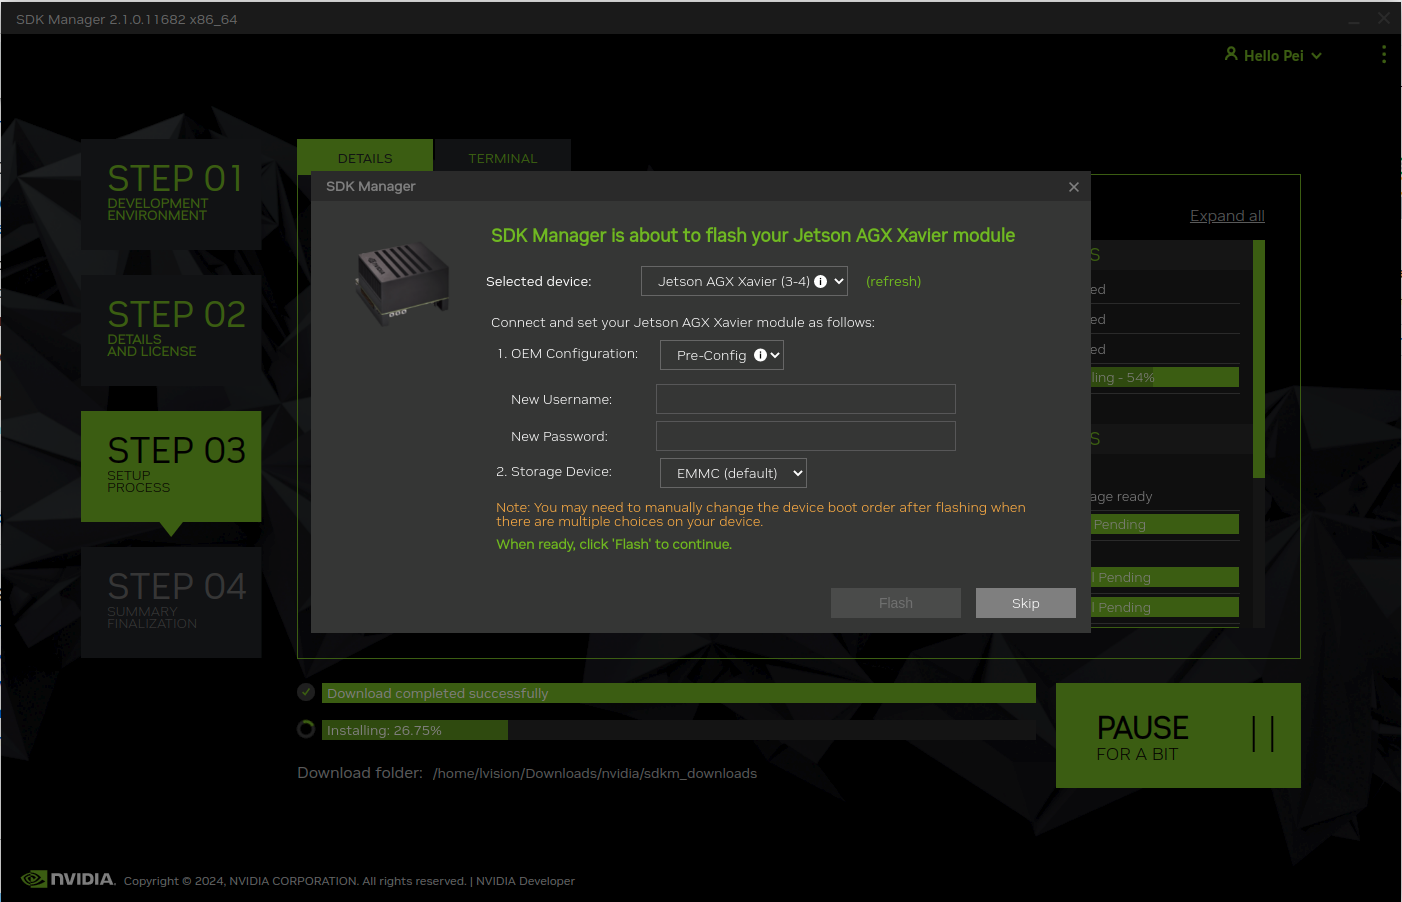 SDK Manager 2.1.0.11682 x86_64
Hello Pei
STEP 01
DEVELOPMENT
ENVIRONMENT
STEP 02
DETAILS
AND LICENSE
STEP 03
SETUP
PROCESS
STEP 04
SUMMARY
FINALIZATION
DETAILS
TERMINAL
Expand all
S
ed
ed
ed
ling - 54%
S
age ready
Pending
l Pending
l Pending
SDK Manager
SDK Manager is about to flash your Jetson AGX Xavier module
Selected device:
Jetson AGX Xavier (3-4)
(refresh)
Connect and set your Jetson AGX Xavier module as follows:
1. OEM Configuration:
Pre-Config
New Username:
New Password:
2. Storage Device:
EMMC (default)
Note: You may need to manually change the device boot order after flashing when
there are multiple choices on your device.
When ready, click 'Flash' to continue.
Flash
Skip
Download completed successfully
Installing: 26.75%
Download folder: /home/lvision/Downloads/nvidia/sdkm_downloads
PAUSE
FOR A BIT
NVIDIA. Copyright © 2024, NVIDIA CORPORATION. All rights reserved. | NVIDIA Developer